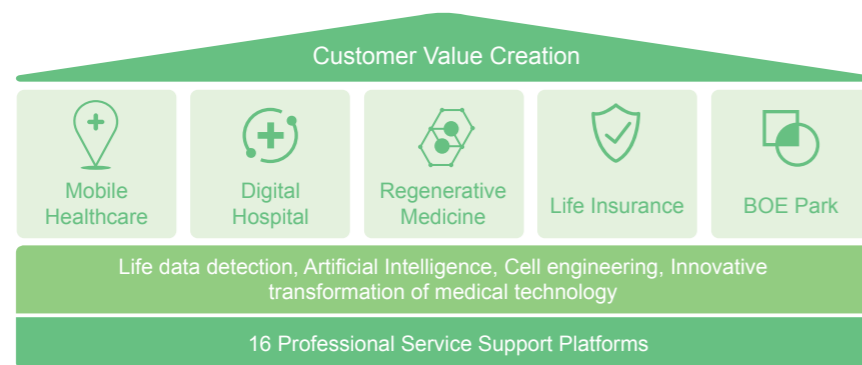 Customer Value Creation
Mobile
Healthcare
Digital
Hospital
Regenerative
Medicine
Life Insurance
BOE Park
Life data detection, Artificial Intelligence, Cell engineering, Innovative
transformation of medical technology
16 Professional Service Support Platforms